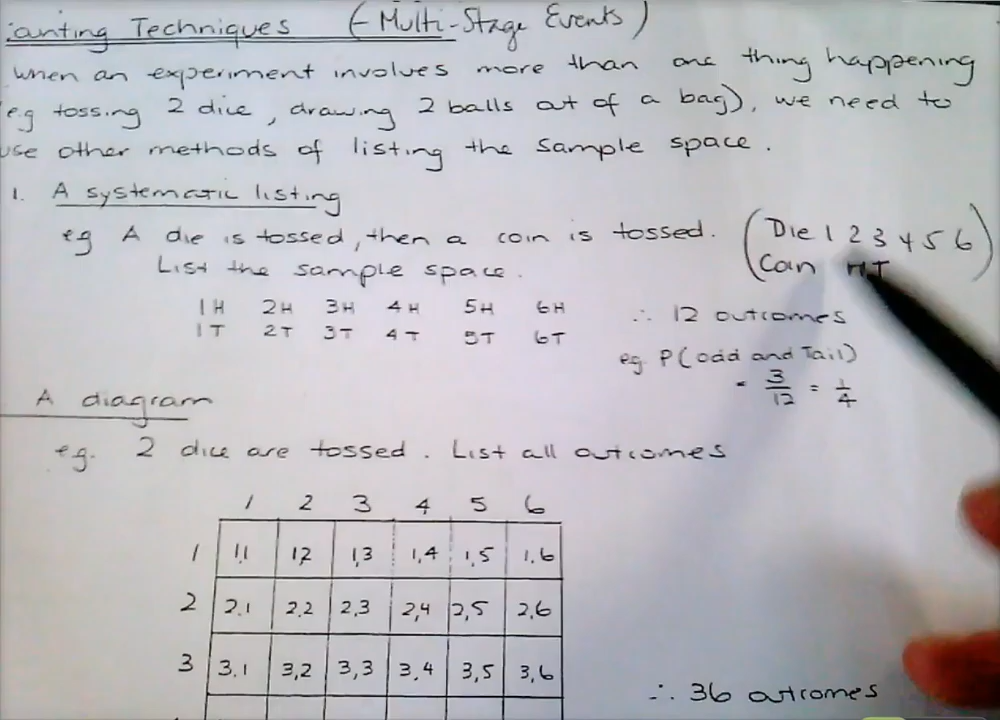 Counting Techniques (-Multi-Stage Events)
when an experiment involves more than one thing happening
(e.g tossing 2 dice, drawing 2 balls out of a bag), we need to
use other methods of listing the sample space.
1. A systematic listing
eg A die is tossed, then a coin is tossed.
List the sample space.
(Die 1 2 3 4 5 6
Coin HT)
1H 2H 3H 4H 5H 6H
1T 2T 3T 4T 5T 6T
∴ 12 outcomes
eg. P(odd and Tail)
= 3/12 = 1/4
A diagram
eg. 2 dice are tossed. List all outcomes
1 2 3 4 5 6
1 1,1 1,2 1,3 1,4 1,5 1,6
2 2,1 2,2 2,3 2,4 2,5 2,6
3 3,1 3,2 3,3 3,4 3,5 3,6
∴ 36 outcomes